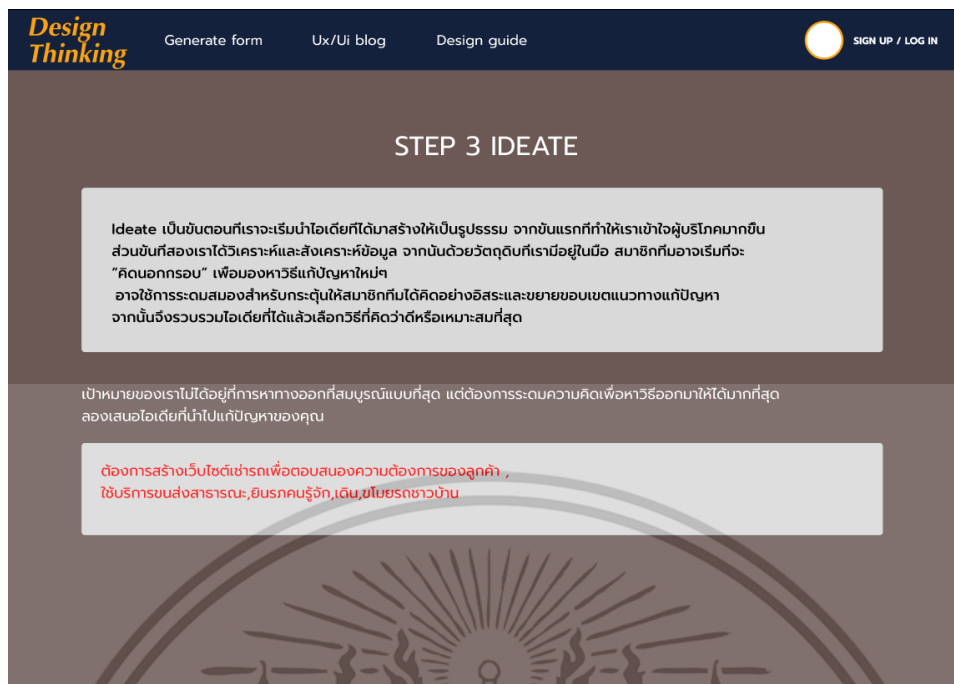 Design
Thinking
Generate form
Ux/Ui blog
Design guide
SIGN UP / LOG IN
STEP 3 IDEATE
Ideate เป็นขันตอนทีเราจะเริมนำไอเดียทีได้มาสร้างให้เป็นรูปธรรม จากขันแรกทีทำให้เราเข้าใจผู้บริโภคมากขึน
ส่วนขันทีสองเราได้วิเคราะห์และสังเคราะห์ข้อมูล จากนันด้วยวัตถุดิบทีเรามีอยู่ในมือ สมาชิกทีมอาจเริมทีจะ
“คิดนอกกรอบ” เพือมองหาวิธีแก้ปัญหาใหม่ๆ
อาจใช้การระดมสมองสำหรับกระตุ้นให้สมาชิกทีมได้คิดอย่างอิสระและขยายขอบเขตแนวทางแก้ปัญหา
จากนั้นจึงรวบรวมไอเดียที่ได้แล้วเลือกวิธีที่คิดว่าดีหรือเหมาะสมที่สุด
เป้าหมายของเราไม่ได้อยู่ที่การหาทางออกที่สมบูรณ์แบบที่สุด แต่ต้องการระดมความคิดเพื่อหาวิธีออกมาให้ได้มากที่สุด
ลองเสนอไอเดียที่นำไปแก้ปัญหาของคุณ
ต้องการสร้างเว็บไซต์เช่ารถเพื่อตอบสนองความต้องการของลูกค้า ,
ใช้บริการขนส่งสาธารณะ,ยืนรภคนรู้จัก,เดิน,ขโมยรถชาวบ้าน